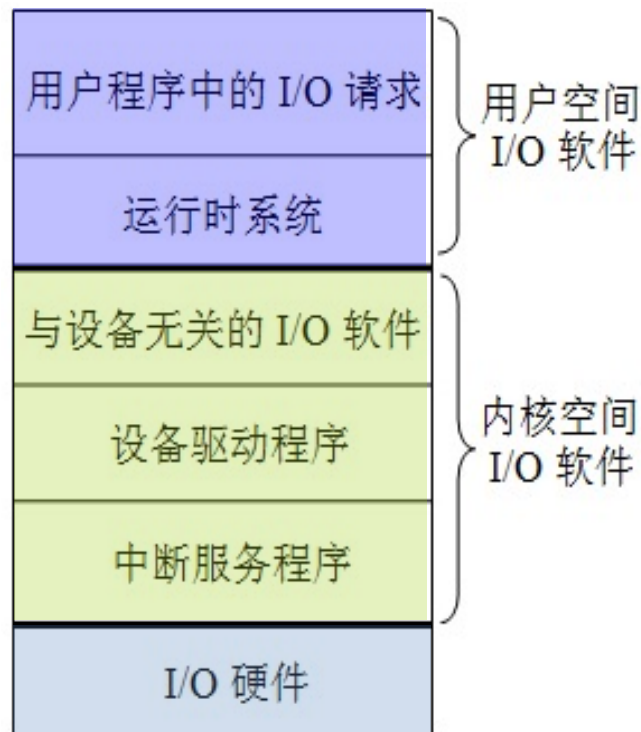 用户程序中的 I/O 请求
运行时系统
用户空间
I/O 软件
与设备无关的 I/O 软件
设备驱动程序
中断服务程序
内核空间
I/O 软件
I/O 硬件